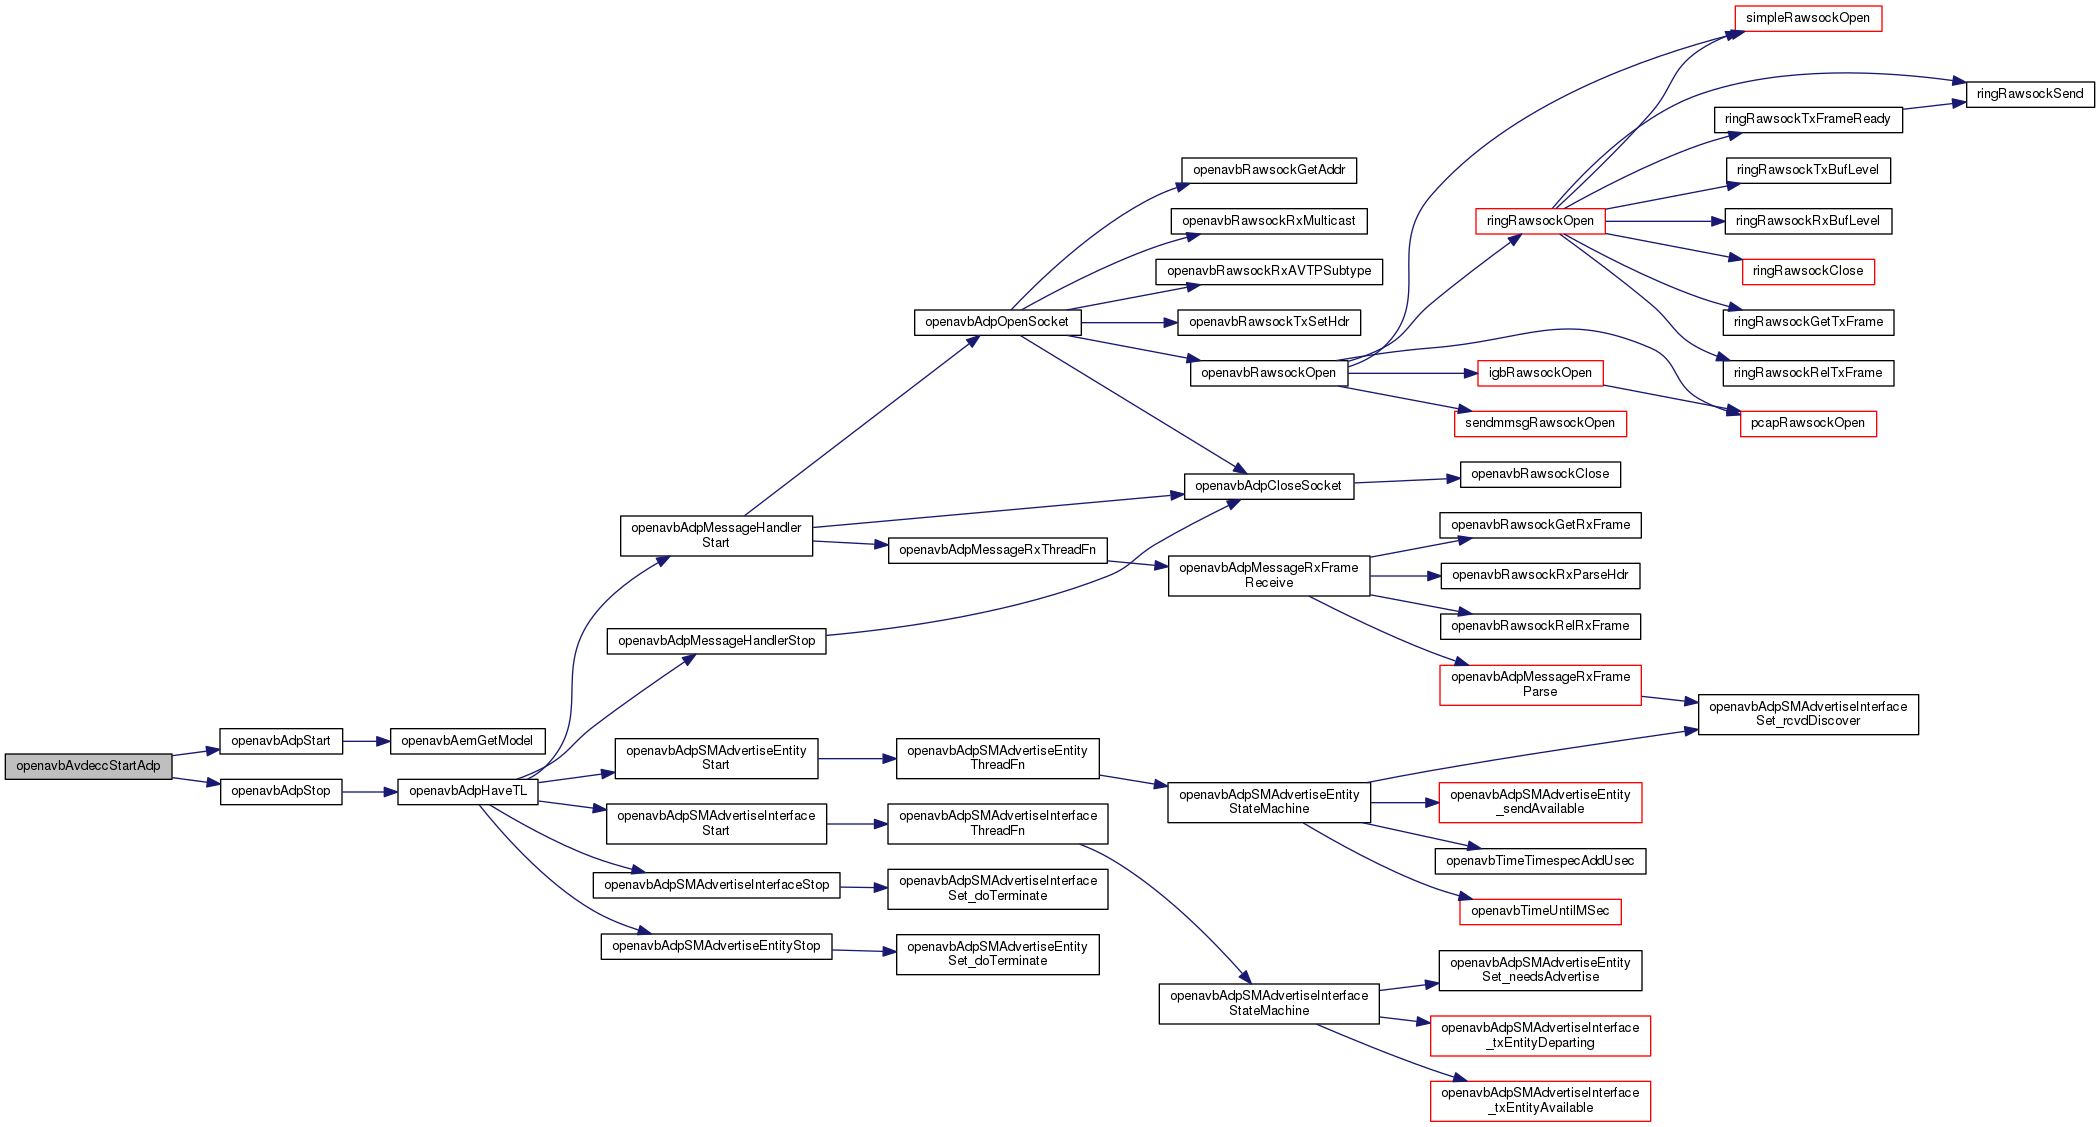 simpleRawsockOpen
ringRawsockSend
ringRawsockTxFrameReady
openavbRawsockGetAddr
ringRawsockTxBufLevel
openavbRawsockRxMulticast
ringRawsockOpen
ringRawsockRxBufLevel
openavbRawsockRxAVTPSubtype
ringRawsockClose
openavbAdpOpenSocket
openavbRawsockTxSetHdr
ringRawsockGetTxFrame
openavbRawsockOpen
igbRawsockOpen
ringRawsockRelTxFrame
sendmmsgRawsockOpen
pcapRawsockOpen
openavbAdpCloseSocket
openavbRawsockClose
openavbAdpMessageHandler
Start
openavbAdpMessageRxThreadFn
openavbRawsockGetRxFrame
openavbAdpMessageRxFrame
Receive
openavbRawsockRxParseHdr
openavbRawsockRelRxFrame
openavbAdpMessageHandlerStop
openavbAdpMessageRxFrame
Parse
openavbAdpSMAdvertiseInterface
Set_rcvdDiscover
openavbAdpStart
openavbAemGetModel
openavbAvdeccStartAdp
openavbAdpSMAdvertiseEntity
Start
openavbAdpSMAdvertiseEntity
ThreadFn
openavbAdpStop
openavbAdpHaveTL
openavbAdpSMAdvertiseEntity
StateMachine
openavbAdpSMAdvertiseEntity
_sendAvailable
openavbAdpSMAdvertiseInterface
Start
openavbAdpSMAdvertiseInterface
ThreadFn
openavbTimeTimespecAddUsec
openavbAdpSMAdvertiseInterfaceStop
openavbAdpSMAdvertiseInterface
Set_doTerminate
openavbTimeUntilMSec
openavbAdpSMAdvertiseEntityStop
openavbAdpSMAdvertiseEntity
Set_doTerminate
openavbAdpSMAdvertiseEntity
Set_needsAdvertise
openavbAdpSMAdvertiseInterface
StateMachine
openavbAdpSMAdvertiseInterface
_txEntityDeparting
openavbAdpSMAdvertiseInterface
_txEntityAvailable